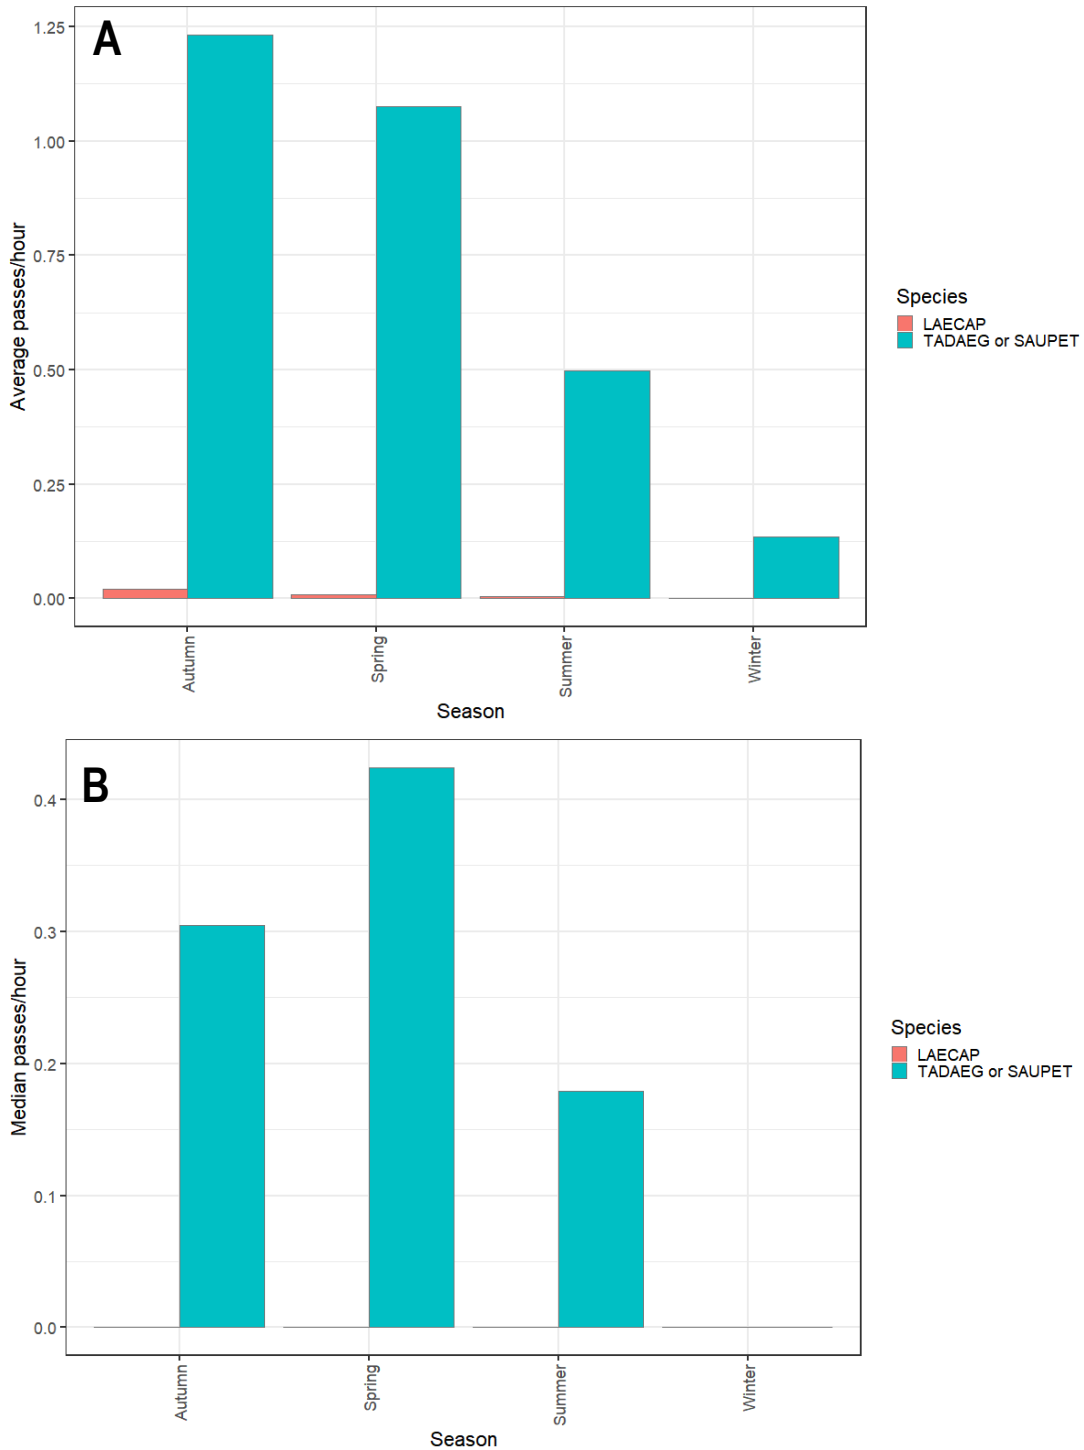 A
1.25
1.00
0.75
0.50
0.25
0.00
Average passes/hour
Autumn
Spring
Summer
Winter
Season
Species
LAECAP
TADAEG or SAUPET
B
0.4
0.3
0.2
0.1
0.0
Median passes/hour
Autumn
Spring
Summer
Winter
Season
Species
LAECAP
TADAEG or SAUPET